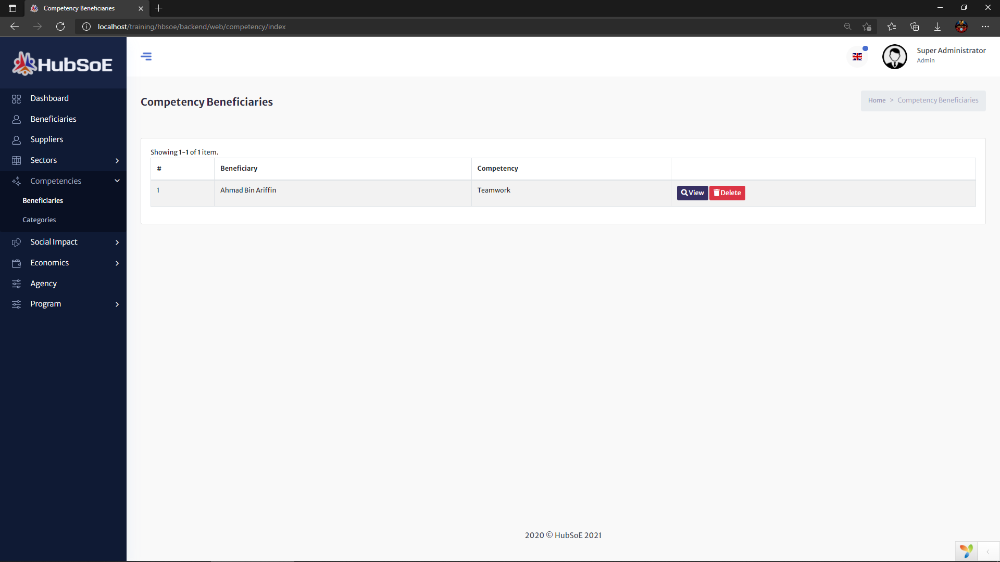 Competency Beneficiaries
localhost/training/hbsoe/backend/web/competency/index
HubSoE
Super Administrator
Admin
Dashboard
Beneficiaries
Suppliers
Sectors
Competencies
Beneficiaries
Categories
Social Impact
Economics
Agency
Program
Competency Beneficiaries
Home > Competency Beneficiaries
Showing 1-1 of 1 item.
# Beneficiary Competency
1 Ahmad Bin Ariffin Teamwork View Delete
2020 © HubSoE 2021